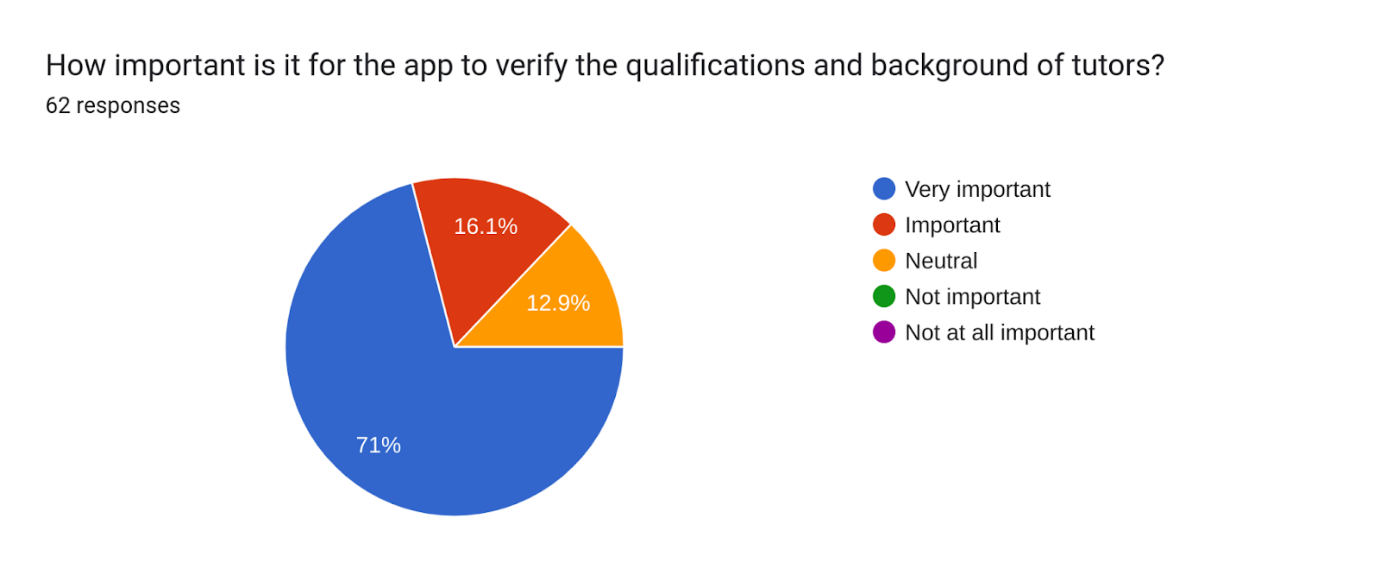 How important is it for the app to verify the qualifications and background of tutors?
62 responses
16.1%
12.9%
71%
Very important
Important
Neutral
Not important
Not at all important